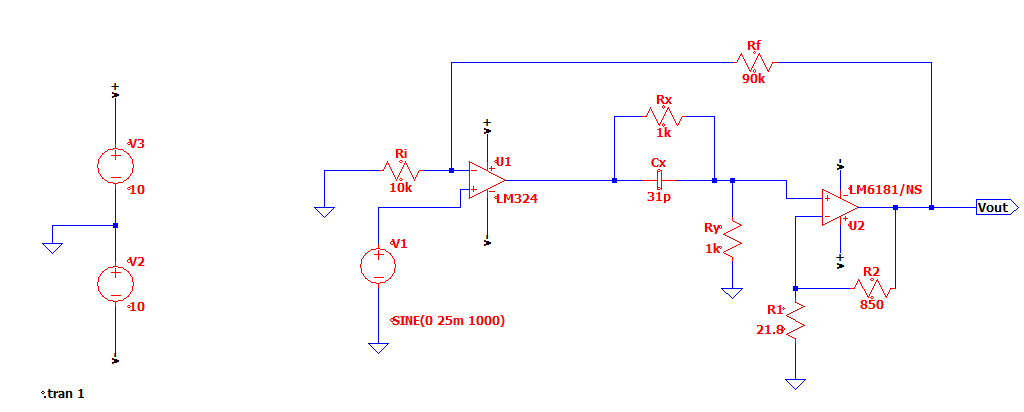 Rf
90k
Rx
1k
+v
V3
10
+v
U1
LM324
Ri
10k
Cx
31p
v-
LM6181/NS
U2
Vout
v-
V1
SINE(0 25m 1000)
Ry
1k
V2
10
+v
R2
850
R1
21.8
v-
.tran 1